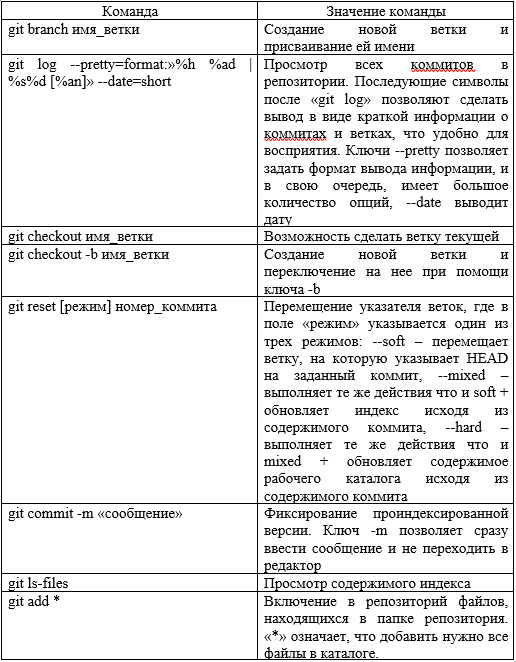 Команда
Значение команды
git branch имя_ветки
Создание новой ветки и
присваивание ей имени
git log --pretty=format:»%h %ad |
%s%d [%an]» --date=short
Просмотр всех коммитов в
репозитории. Последующие символы
после «git log» позволяют сделать
вывод в виде краткой информации о
коммитах и ветках, что удобно для
восприятия. Ключи --pretty позволяет
задать формат вывода информации, и
в свою очередь, имеет большое
количество опций, --date выводит
дату
git checkout имя_ветки
Возможность сделать ветку текущей
git checkout -b имя_ветки
Создание новой ветки и
переключение на нее при помощи
ключа -b
git reset [режим] номер_коммита
Перемещение указателя веток, где в
поле «режим» указывается один из
трех режимов: --soft – перемещает
ветку, на которую указывает HEAD
на заданный коммит, --mixed –
выполняет те же действия что и soft +
обновляет индекс исходя из
содержимого коммита, --hard –
выполняет те же действия что и
mixed + обновляет содержимое
рабочего каталога исходя из
содержимого коммита
git commit -m «сообщение»
Фиксирование проиндексированной
версии. Ключ -m позволяет сразу
ввести сообщение и не переходить в
редактор
git ls-files
Просмотр содержимого индекса
git add *
Включение в репозиторий файлов,
находящихся в папке репозитория.
«*» означает, что добавить нужно все
файлы в каталоге.